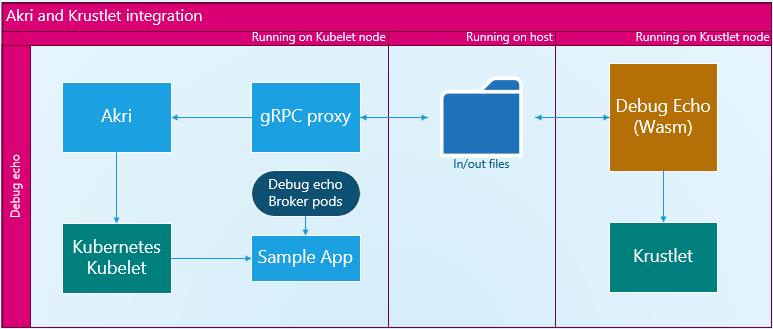 Akri and Krustlet integration
Running on Kubelet node
Running on host
Running on Krustlet node
Debug echo
Akri
gRPC proxy
In/out files
Debug Echo
(Wasm)
Debug echo
Broker pods
Kubernetes
Kubelet
Sample App
Krustlet